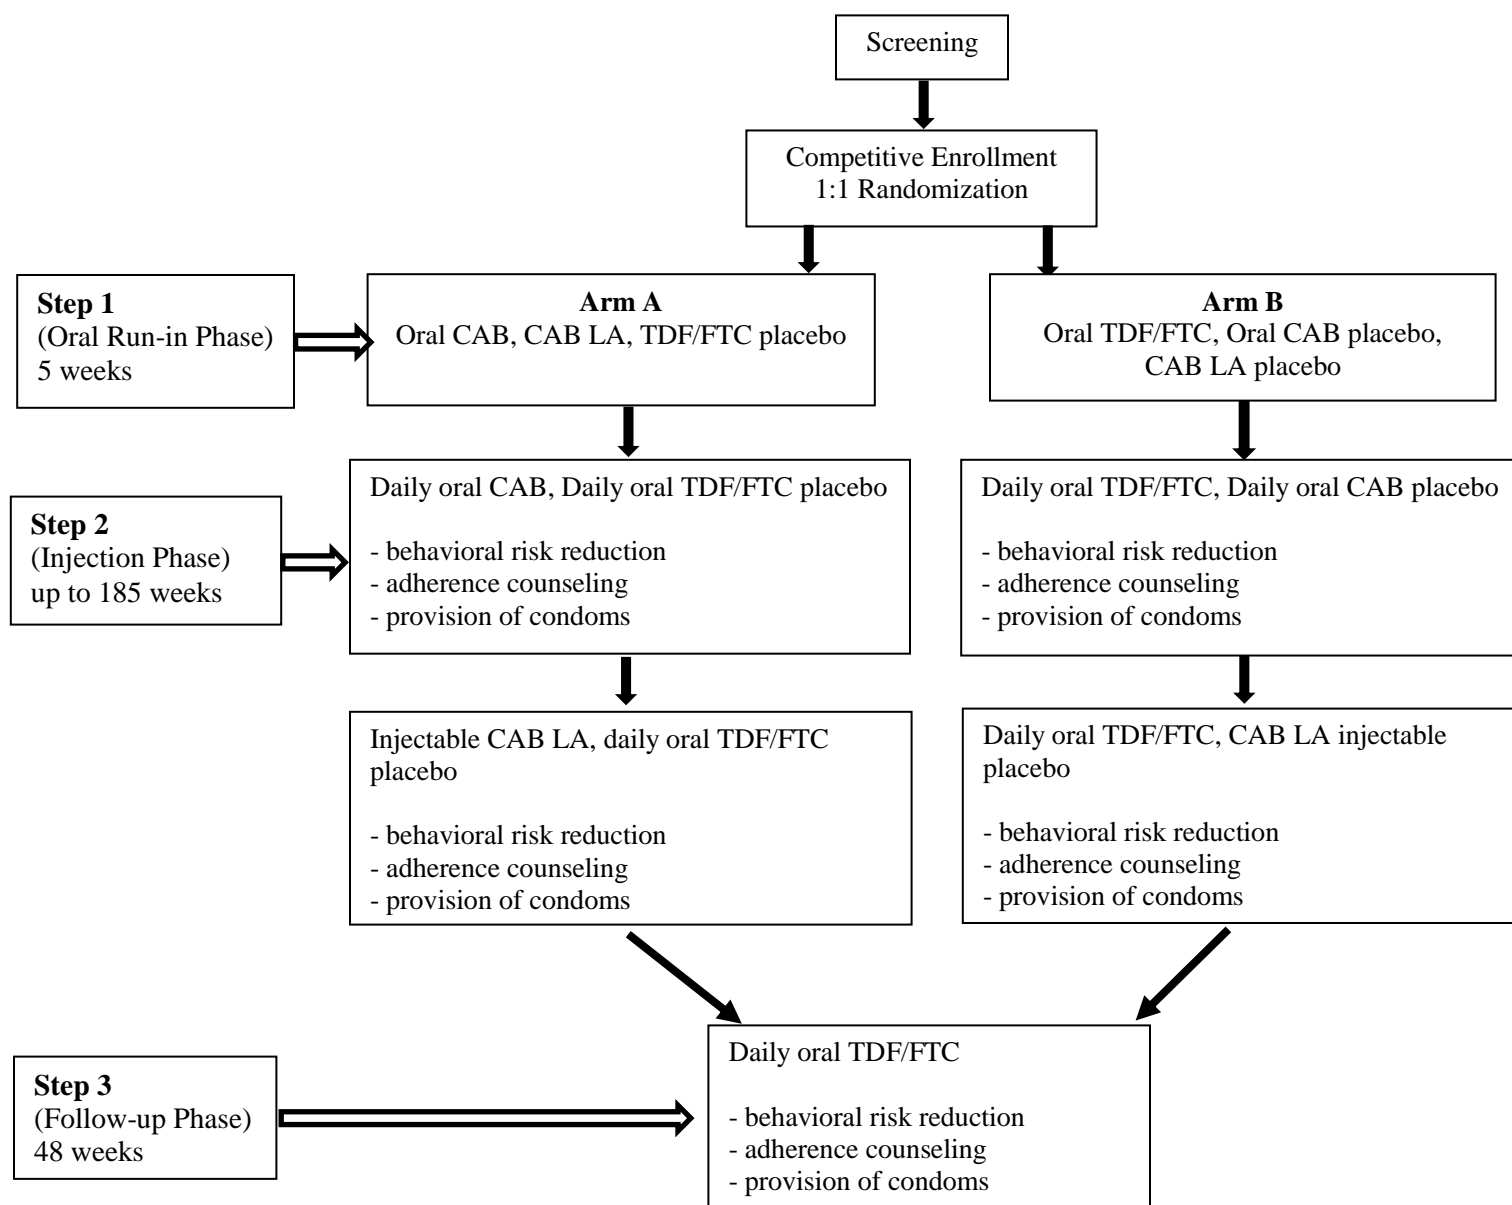 Screening
Competitive Enrollment
1:1 Randomization
Step 1
(Oral Run-in Phase)
5 weeks
Arm A
Oral CAB, CAB LA, TDF/FTC placebo
Arm B
Oral TDF/FTC, Oral CAB placebo,
CAB LA placebo
Step 2
(Injection Phase)
up to 185 weeks
Daily oral CAB, Daily oral TDF/FTC placebo
- behavioral risk reduction
- adherence counseling
- provision of condoms
Daily oral TDF/FTC, Daily oral CAB placebo
- behavioral risk reduction
- adherence counseling
- provision of condoms
Injectable CAB LA, daily oral TDF/FTC
placebo
- behavioral risk reduction
- adherence counseling
- provision of condoms
Daily oral TDF/FTC, CAB LA injectable
placebo
- behavioral risk reduction
- adherence counseling
- provision of condoms
Step 3
(Follow-up Phase)
48 weeks
Daily oral TDF/FTC
- behavioral risk reduction
- adherence counseling
- provision of condoms